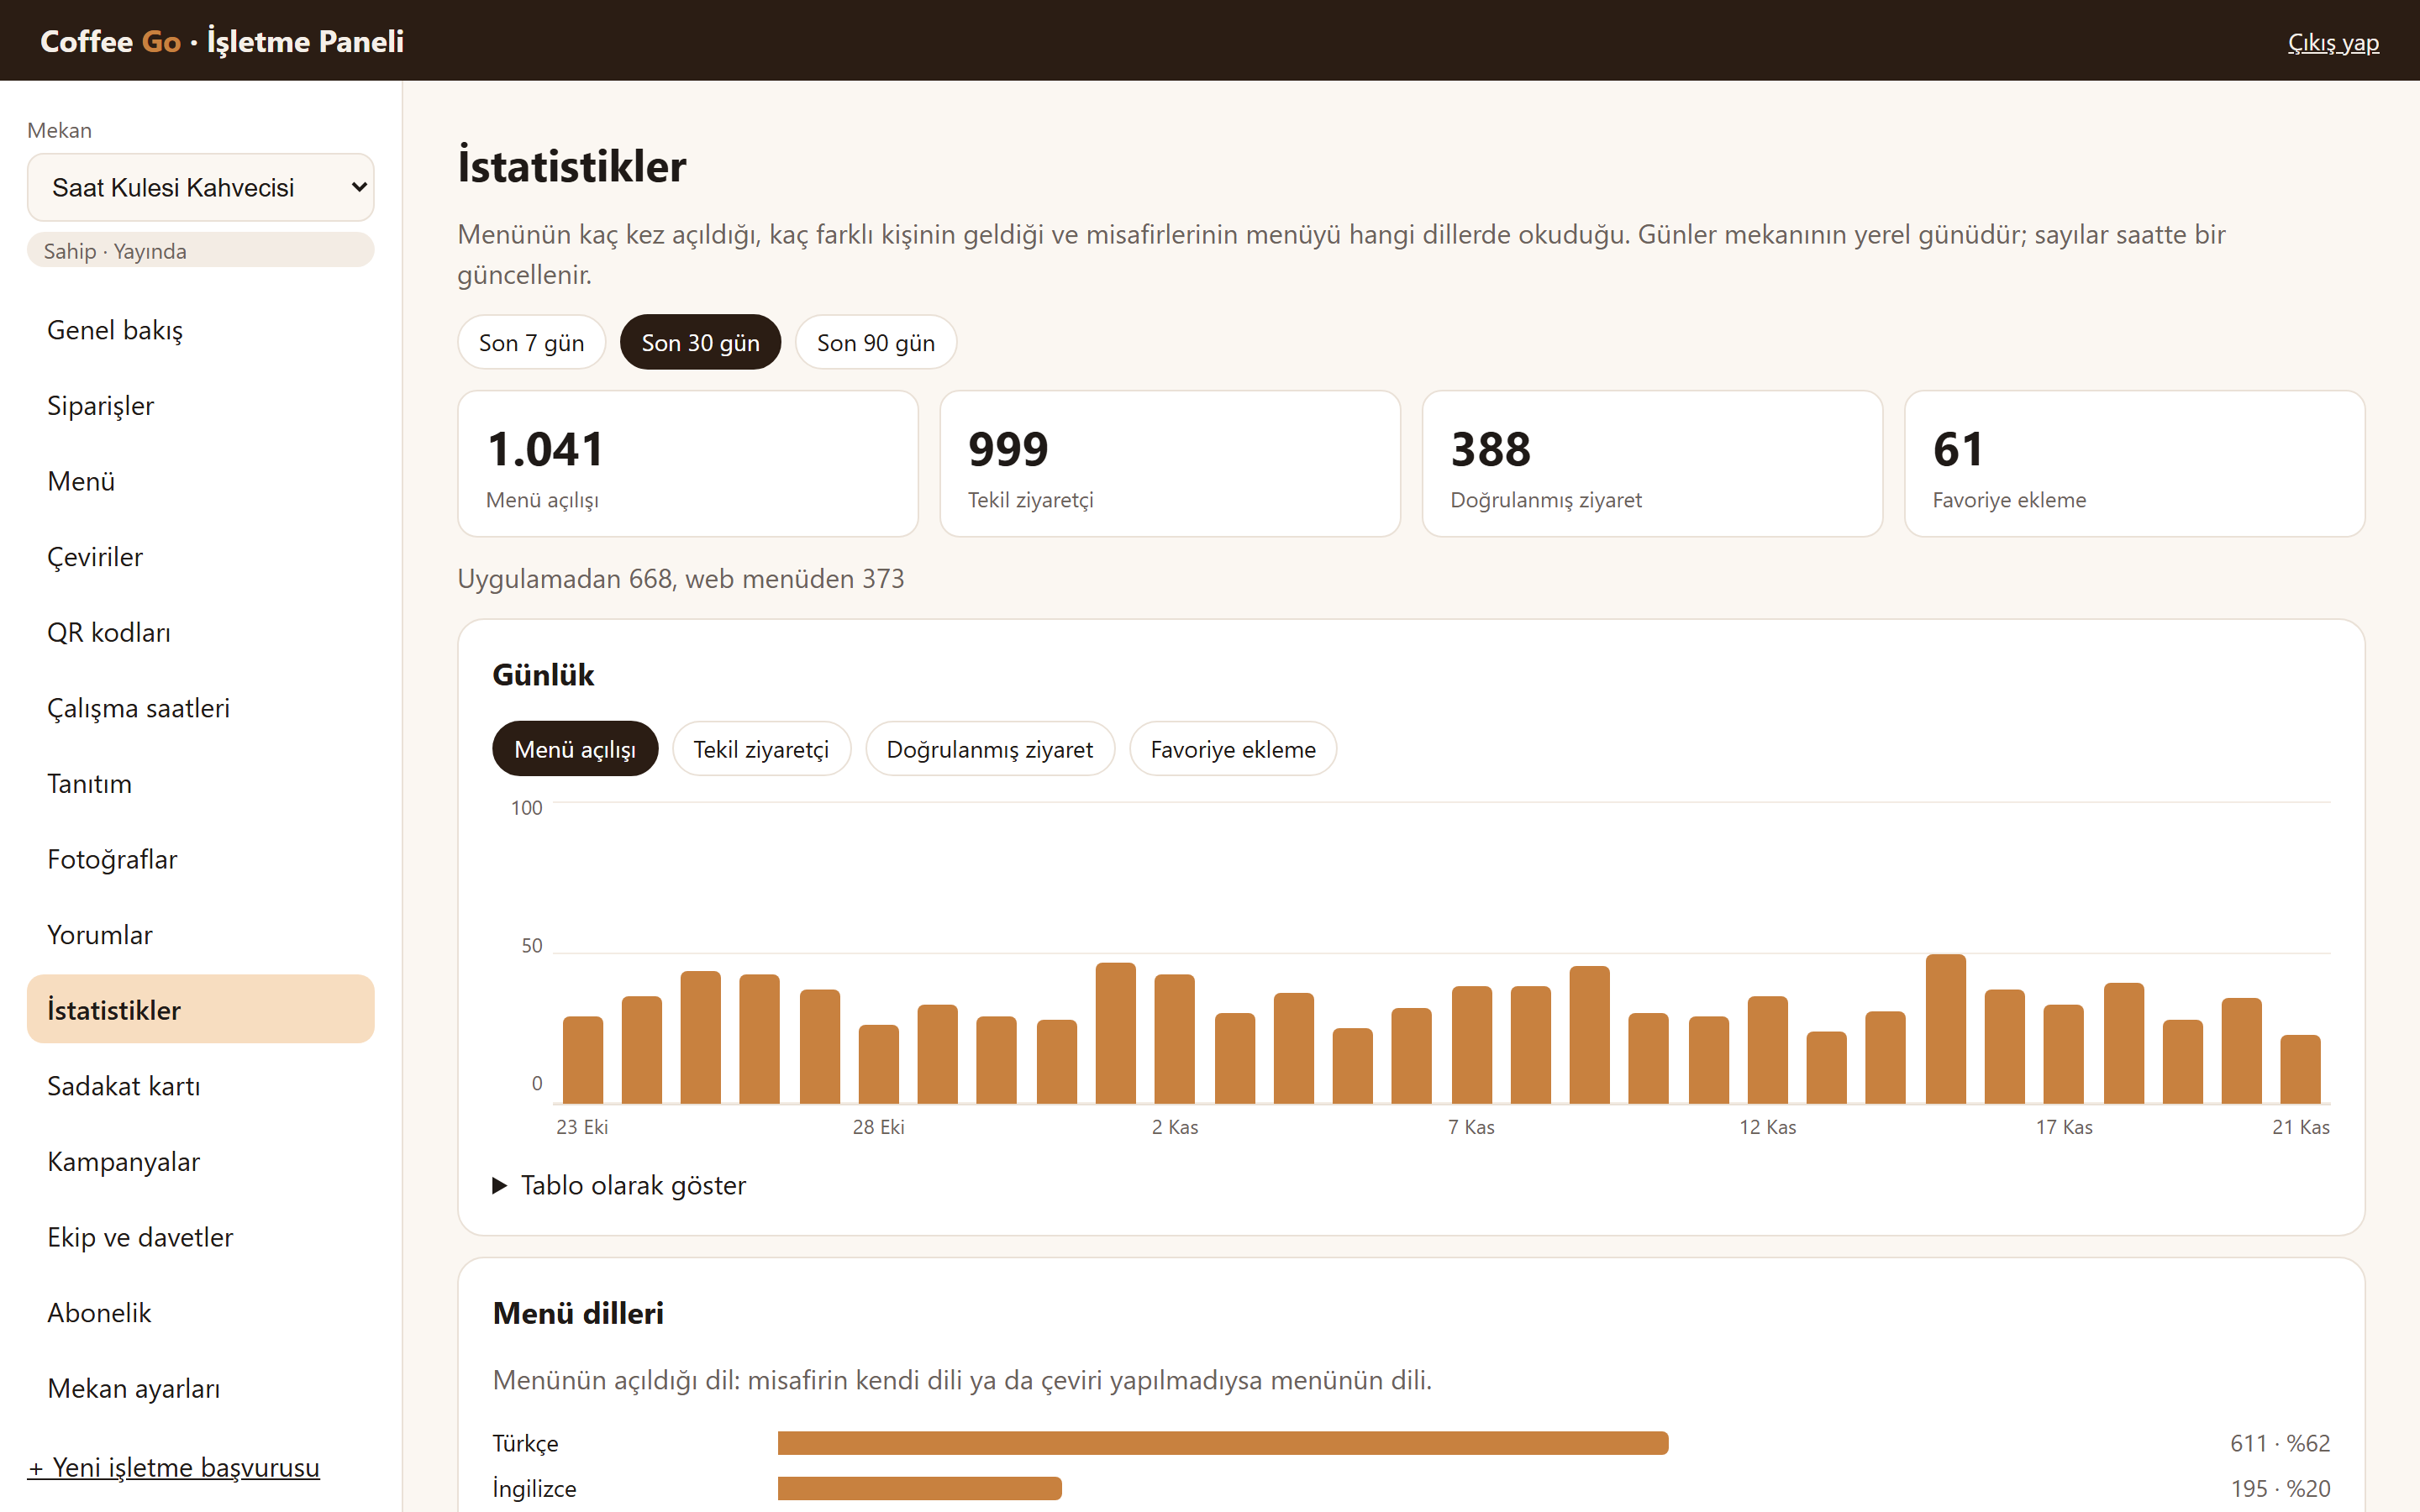 Coffee Go · İşletme Paneli
Çıkış yap
Mekan
Saat Kulesi Kahvecisi
Sahip · Yayında
Genel bakış
Siparişler
Menü
Çeviriler
QR kodları
Çalışma saatleri
Tanıtım
Fotoğraflar
Yorumlar
İstatistikler
Sadakat kartı
Kampanyalar
Ekip ve davetler
Abonelik
Mekan ayarları
+ Yeni işletme başvurusu
İstatistikler
Menünün kaç kez açıldığı, kaç farklı kişinin geldiği ve misafirlerinin menüyü hangi dillerde okuduğu. Günler mekanının yerel günüdür; sayılar saatte bir
güncellenir.
Son 7 gün
Son 30 gün
Son 90 gün
1.041
Menü açılışı
999
Tekil ziyaretçi
388
Doğrulanmış ziyaret
61
Favoriye ekleme
Uygulamadan 668, web menüden 373
Günlük
Menü açılışı
Tekil ziyaretçi
Doğrulanmış ziyaret
Favoriye ekleme
100
50
0
23 Eki
28 Eki
2 Kas
7 Kas
12 Kas
17 Kas
21 Kas
Tablo olarak göster
Menü dilleri
Menünün açıldığı dil: misafirin kendi dili ya da çeviri yapılmadıysa menünün dili.
Türkçe
611 · %62
İngilizce
195 · %20